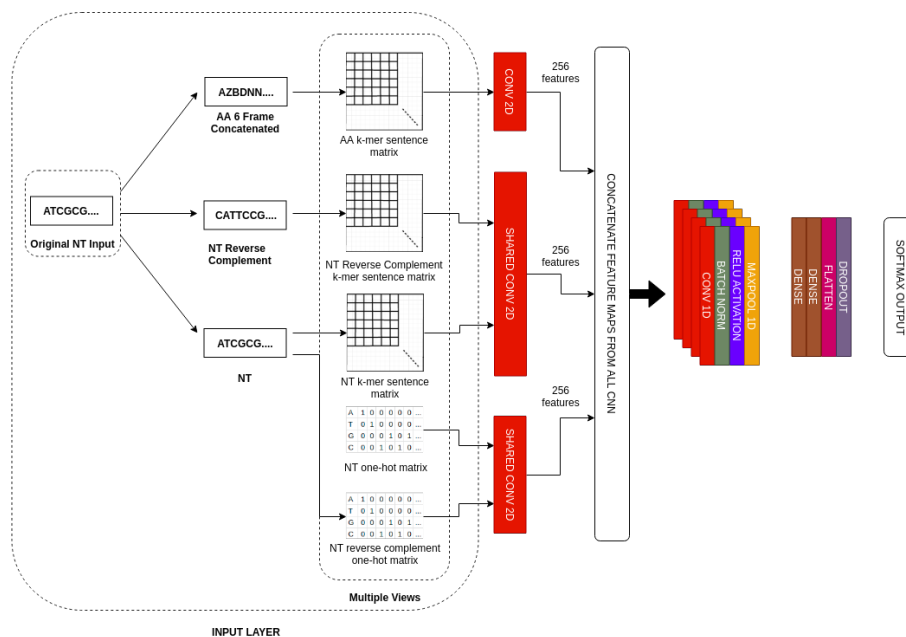 AZBDNN....
AA 6 Frame
Concatenated
AA k-mer sentence
matrix
CONV 2D
256
features
ATCGCG....
Original NT Input
CATTCCG....
NT Reverse
Complement
NT Reverse Complement
k-mer sentence matrix
SHARED CONV 2D
256
features
ATCGCG....
NT
NT k-mer sentence
matrix
A 1 0 0 0 0 0 ...
T 0 1 0 0 0 0 ...
G 0 0 0 1 0 1 ...
C 0 0 1 0 1 0 ...
NT one-hot matrix
SHARED CONV 2D
256
features
A 1 0 0 0 0 0 ...
T 0 1 0 0 0 0 ...
G 0 0 0 1 0 1 ...
C 0 0 1 0 1 0 ...
NT reverse complement
one-hot matrix
Multiple Views
INPUT LAYER
CONCATENATE FEATURE MAPS FROM ALL CNN
CONV 1D
BATCH NORM
RELU ACTIVATION
MAXPOOL 1D
DENSE
DENSE
FLATTEN
DROPOUT
SOFTMAX OUTPUT